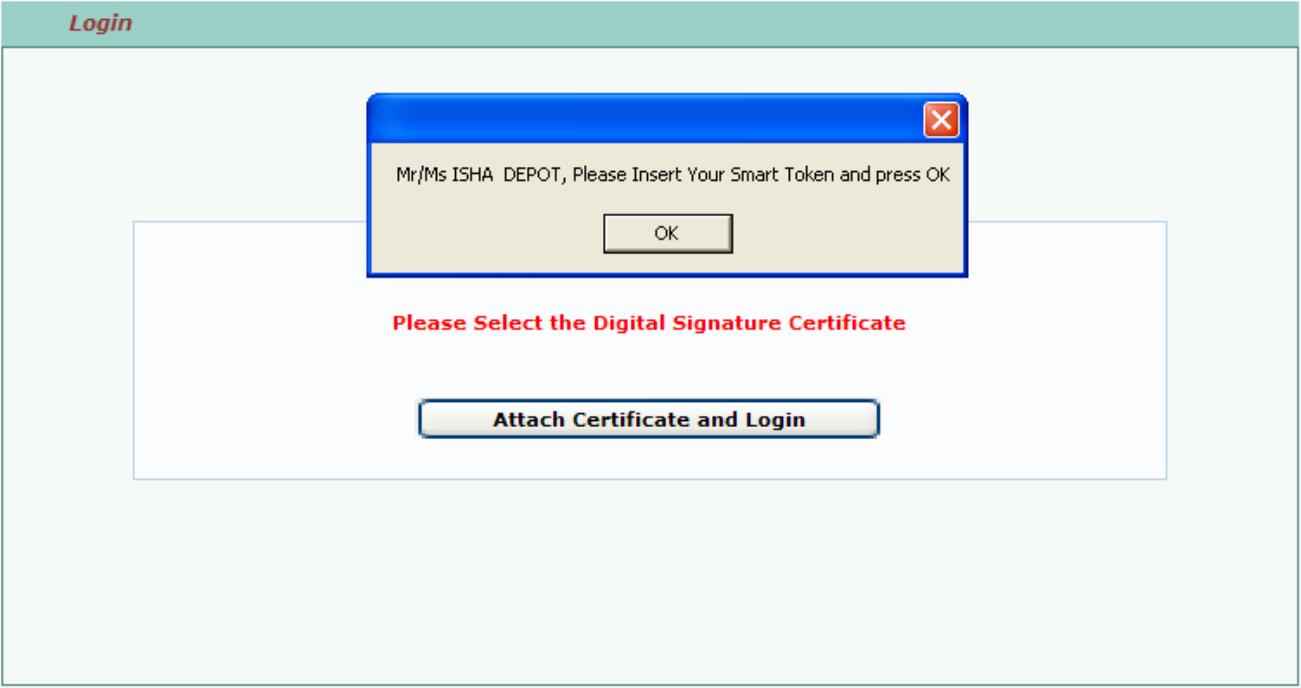 Login
Mr/Ms ISHA  DEPOT, Please Insert Your Smart Token and press OK
OK
Please Select the Digital Signature Certificate
Attach Certificate and Login